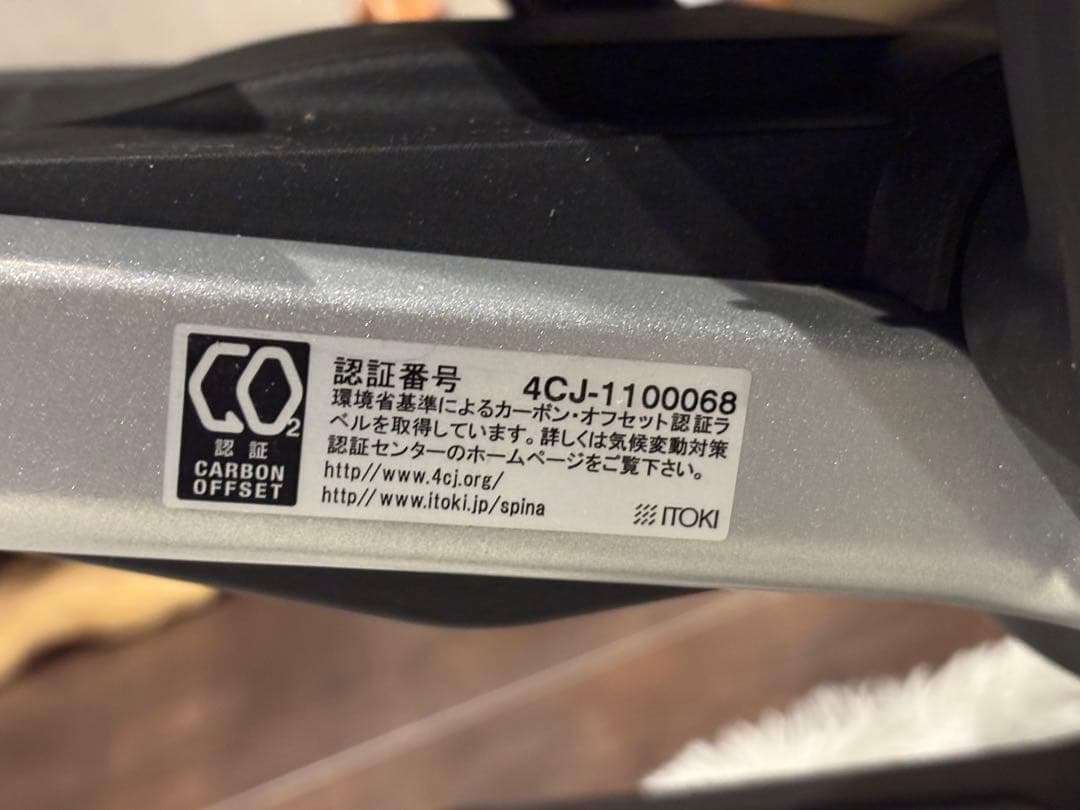 CO2
認証
CARBON
OFFSET
認証番号 4CJ-1100068
環境省基準によるカーボン・オフセット認証ラ
ベルを取得しています。詳しくは気候変動対策
認証センターのホームページをご覧下さい。
http//www.4cj.org/
http//www.itoki.jp/spina
ITOKI